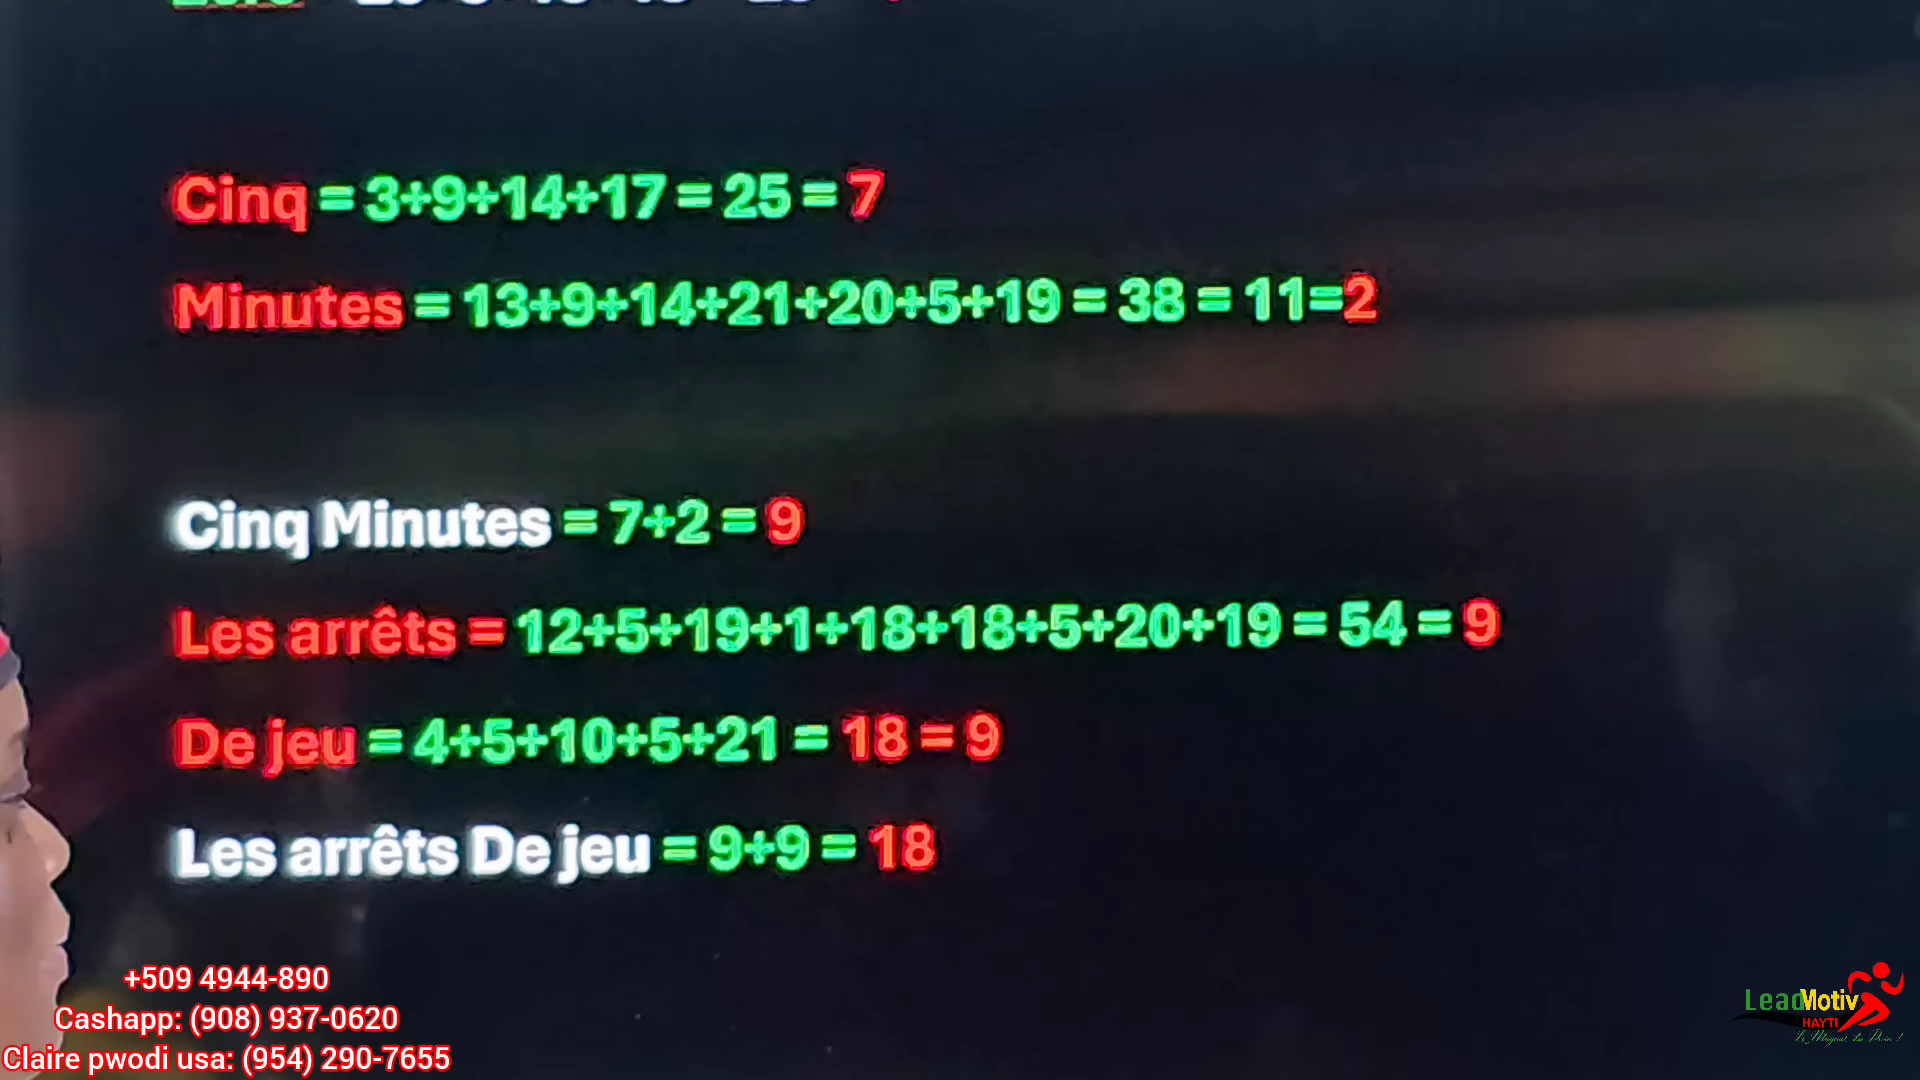 Cinq = 3+9+14+17 = 25 = 7
Minutes = 13+9+14+21+20+5+19 = 38 = 11=2
Cinq Minutes = 7+2 = 9
Les arrêts = 12+5+19+1+18+18+5+20+19 = 54 = 9
De jeu = 4+5+10+5+21 = 18 = 9
Les arrêts De jeu = 9+9 = 18
+509 4944-890
Cashapp: (908) 937-0620
Claire pwodi usa: (954) 290-7655
LeadMotiv
HAYTI